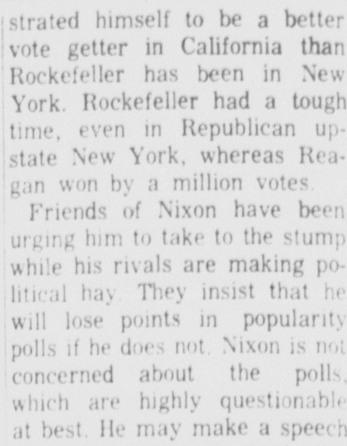 strated himself to be a better
vote getter in California than
Rockefeller has been in New
York. Rockefeller had a tough
time, even in Republican up-
state New York, whereas Rea-
gan won by a million votes.
Friends of Nixon have been
urging him to take to the stump
while his rivals are making po-
litical hay. They insist that he
will lose points in popularity
polls if he does not. Nixon is not
concerned about the polls,
which are highly questionable
at best. He may make a speech